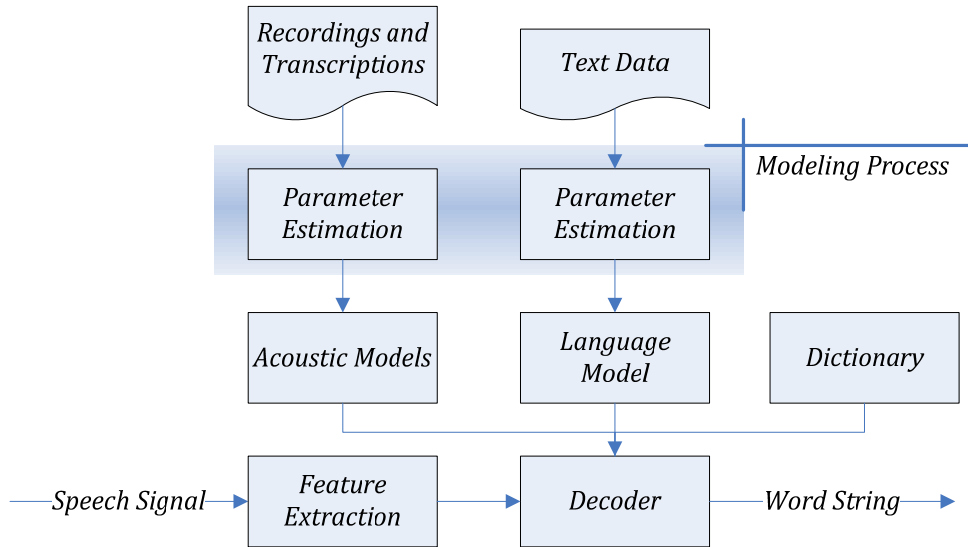 Recordings and
Transcriptions
Text Data
Modeling Process
Parameter
Estimation
Parameter
Estimation
Acoustic Models
Language
Model
Dictionary
Speech Signal
Feature
Extraction
Decoder
Word String